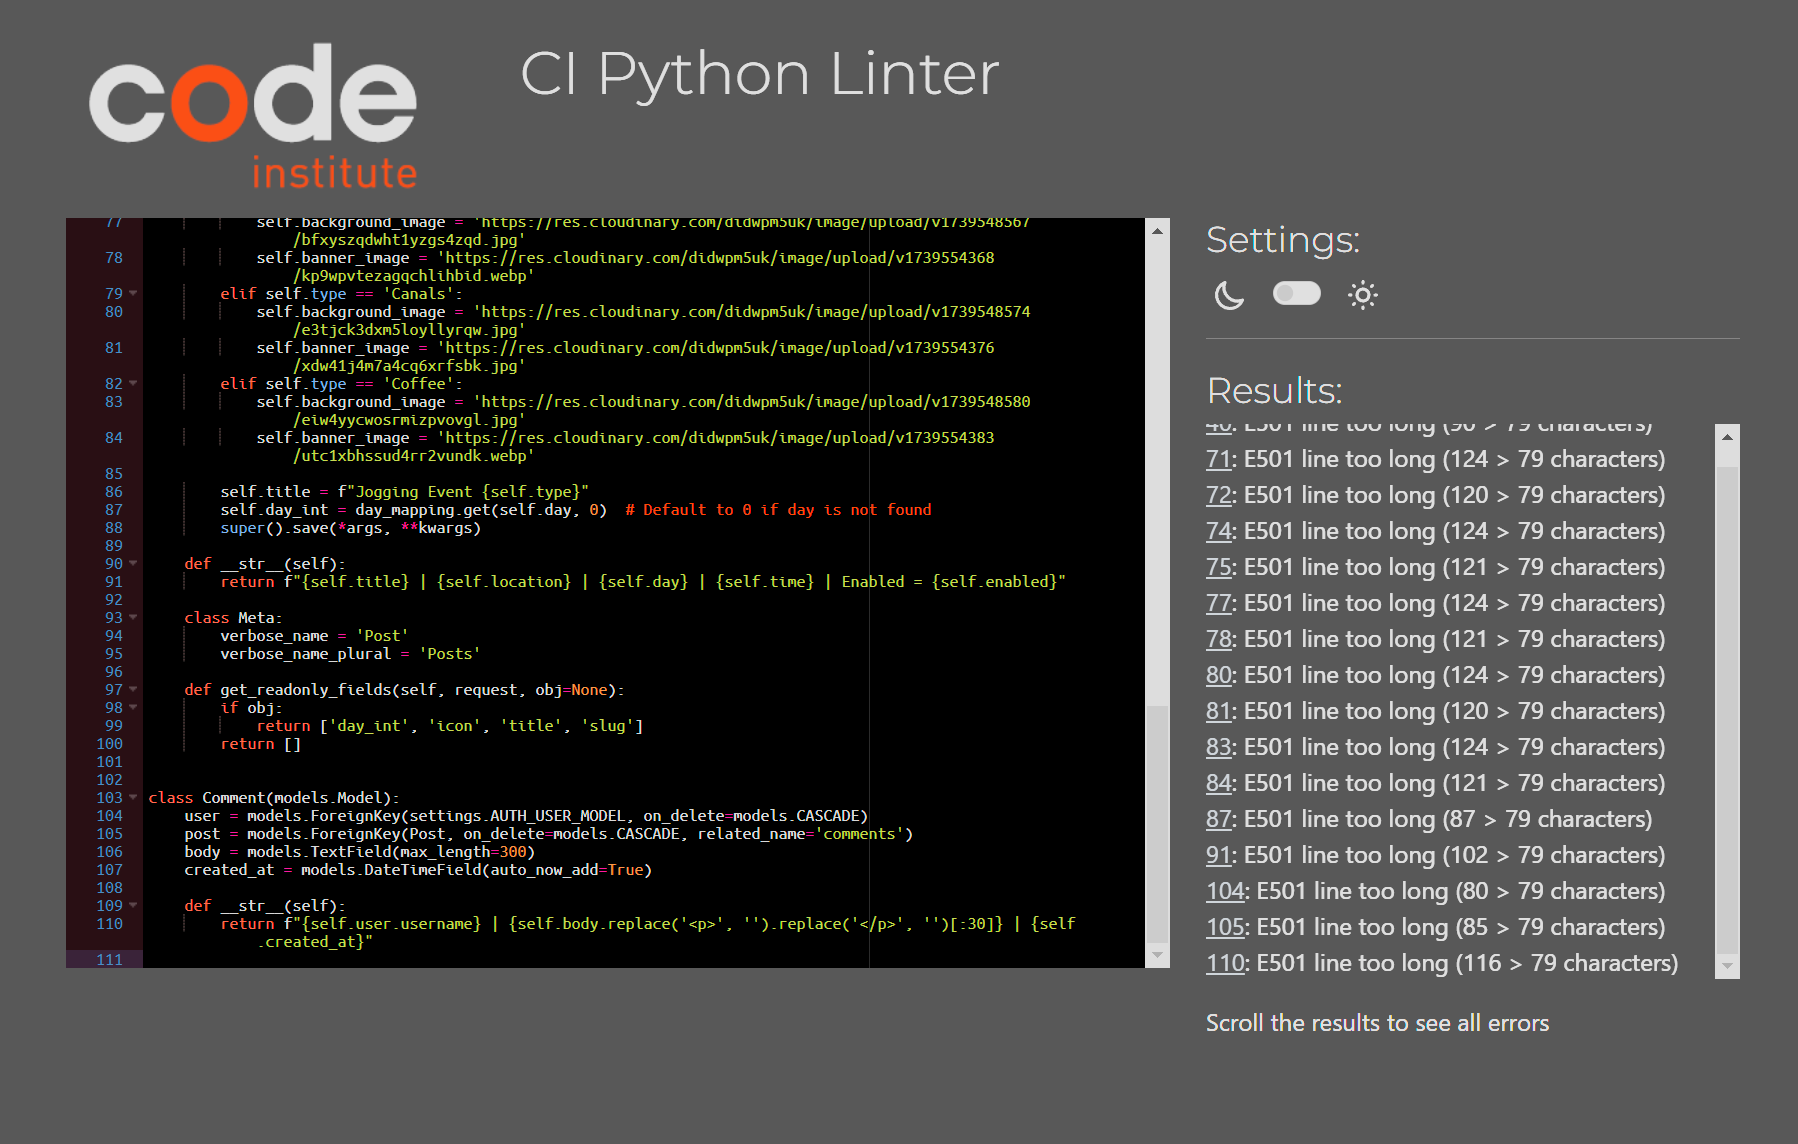 code
institute
CI Python Linter
77 self.background_image = 'https://res.cloudinary.com/didwpm5uk/image/upload/v1739548567
/bfxyszqdwht1yzgs4zqd.jpg'
78 self.banner_image = 'https://res.cloudinary.com/didwpm5uk/image/upload/v1739554368
/kp9wpvtezagqchlihbid.webp'
79 elif self.type == 'Canals':
80 self.background_image = 'https://res.cloudinary.com/didwpm5uk/image/upload/v1739548574
/e3tjck3dxm5loyllyrqw.jpg'
81 self.banner_image = 'https://res.cloudinary.com/didwpm5uk/image/upload/v1739554376
/xdw41j4m7a4cq6xrfsbk.jpg'
82 elif self.type == 'Coffee':
83 self.background_image = 'https://res.cloudinary.com/didwpm5uk/image/upload/v1739548580
/eiw4yycwosrmizpvovgl.jpg'
84 self.banner_image = 'https://res.cloudinary.com/didwpm5uk/image/upload/v1739554383
/utc1xbhssud4rr2vundk.webp'
85
86 self.title = f"Jogging Event {self.type}"
87 self.day_int = day_mapping.get(self.day, 0)  # Default to 0 if day is not found
88 super().save(*args, **kwargs)
89
90 def __str__(self):
91 return f"{self.title} | {self.location} | {self.day} | {self.time} | Enabled = {self.enabled}"
92
93 class Meta:
94 verbose_name = 'Post'
95 verbose_name_plural = 'Posts'
96
97 def get_readonly_fields(self, request, obj=None):
98 if obj:
99 return ['day_int', 'icon', 'title', 'slug']
100 return []
101
102
103 class Comment(models.Model):
104 user = models.ForeignKey(settings.AUTH_USER_MODEL, on_delete=models.CASCADE)
105 post = models.ForeignKey(Post, on_delete=models.CASCADE, related_name='comments')
106 body = models.TextField(max_length=300)
107 created_at = models.DateTimeField(auto_now_add=True)
108
109 def __str__(self):
110 return f"{self.user.username} | {self.body.replace('<p>', '').replace('</p>', '')[:30]} | {self
.created_at}"
111
Settings:
Results:
46: E501 line too long (90 > 79 characters)
71: E501 line too long (124 > 79 characters)
72: E501 line too long (120 > 79 characters)
74: E501 line too long (124 > 79 characters)
75: E501 line too long (121 > 79 characters)
77: E501 line too long (124 > 79 characters)
78: E501 line too long (121 > 79 characters)
80: E501 line too long (124 > 79 characters)
81: E501 line too long (120 > 79 characters)
83: E501 line too long (124 > 79 characters)
84: E501 line too long (121 > 79 characters)
87: E501 line too long (87 > 79 characters)
91: E501 line too long (102 > 79 characters)
104: E501 line too long (80 > 79 characters)
105: E501 line too long (85 > 79 characters)
110: E501 line too long (116 > 79 characters)
Scroll the results to see all errors